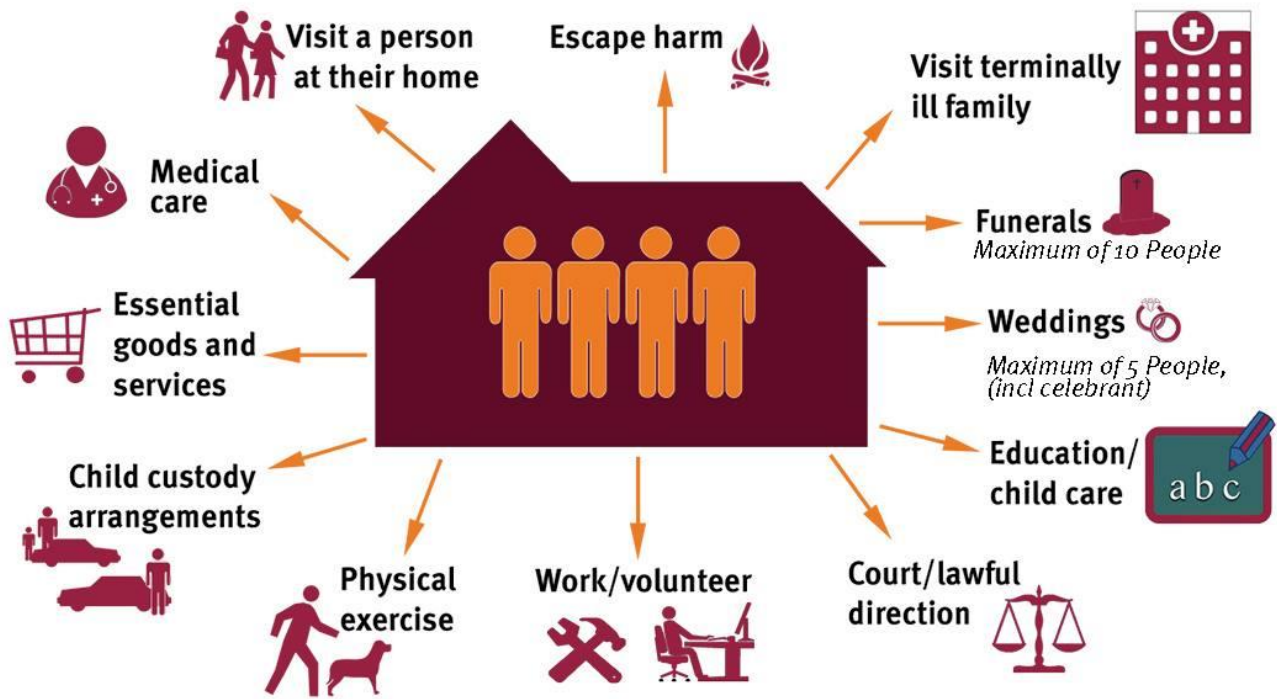 Visit a person
at their home
Escape harm
Visit terminally
ill family
Medical
care
Funerals
Maximum of 10 People
Essential
goods and
services
Weddings
Maximum of 5 People,
(incl celebrant)
Education/
child care
abc
Child custody
arrangements
Physical
exercise
Work/volunteer
Court/lawful
direction